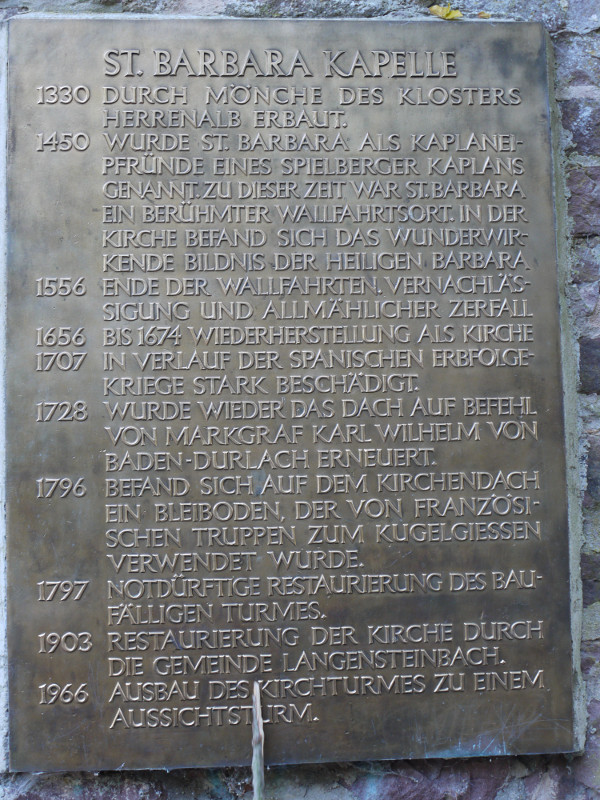 ST. BARBARA KAPELLE
1330 DURCH MÖNCHE DES KLOSTERS
HERRENALB ERBAUT.
1450 WURDE ST. BARBARA ALS KAPLANEI-
PFRÜNDE EINES SPIELBERGER KAPLANS
GENANNT. ZU DIESER ZEIT WAR ST. BARBARA
EIN BERÜHMTER WALLFAHRTSORT. IN DER
KIRCHE BEFAND SICH DAS WUNDERWIR-
KENDE BILDNIS DER HEILIGEN BARBARA.
1556 ENDE DER WALLFAHRTEN. VERNACHLÄS-
SIGUNG UND ALLMÄHLICHER ZERFALL
1656 BIS 1674 WIEDERHERSTELLUNG ALS KIRCHE
1707 IN VERLAUF DER SPANISCHEN ERBFOLGE-
KRIEGE STARK BESCHÄDIGT.
1728 WURDE WIEDER DAS DACH AUF BEFEHL
VON MARKGRAF KARL WILHELM VON
BADEN-DURLACH ERNEUERT.
1796 BEFAND SICH AUF DEM KIRCHENDACH
EIN BLEIBODEN, DER VON FRANZÖSI-
SCHEN TRUPPEN ZUM KUGELGIESSEN
VERWENDET WURDE.
1797 NOTDÜRFTIGE RESTAURIERUNG DES BAU-
FÄLLIGEN TURMES.
1903 RESTAURIERUNG DER KIRCHE DURCH
DIE GEMEINDE LANGENSTEINBACH.
1966 AUSBAU DES KIRCHTURMES ZU EINEM
AUSSICHTSTURM.